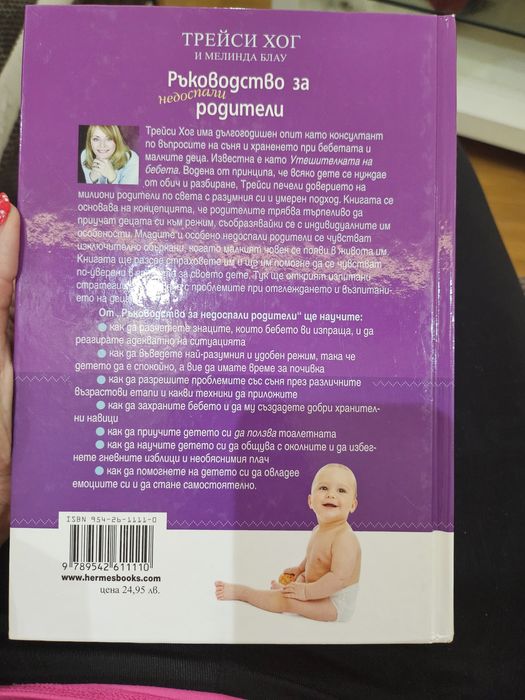 ТРЕЙСИ ХОГ
И МЕЛИНДА БЛАУ
Ръководство за
недоспали
родители
Трейси Хог има дългогодишен опит като консултант
по въпросите на съня и храненето при бебетата и
малките деца. Известна е като Утешителката на
бебета. Водена от принципа, че всяко дете се нуждае
от обич и разбиране, Трейси печели доверието на
милиони родители по света с разумния си и умерен подход. Книгата се
основава на концепцията, че родителите трябва търпеливо да
приучат децата си към режим, съобразявайки се с индивидуалните им
особености. Младите и особено недоспали родители се чувстват
изключително объркани, когато малкият човек се появи в живота им.
Книгата ще разсее страховете им и ще им помогне да се чувстват
по-уверени в за своето дете. Тук ще открият изпитани
стратегии с проблемите при отглеждането и възпитани-
ето на деца
От „Ръководство за недоспали родители" ще научите:
● как да разчетете знаците, които бебето ви изпраща, и да
реагирате адекватно на ситуацията
● как да въведете най-разумния и удобен режим, така че
детето да е спокойно, а вие да имате време за почивка
● как да разрешите проблемите със съня през различните
възрастови етапи и какви техники да приложите
● как да захраните бебето и да му създадете добри хранител-
ни навици
● как да приучите детето си да ползва тоалетната
● как да научите детето си да общува с околните и да избег-
нете гневните изблици и необяснимия плач
● как да помогнете на детето си да овладее
емоциите си и да стане самостоятелно.
ISBN 954-26-1111-0
9 789542 611110
www.hermesbooks.com
цена 24,95 лв.